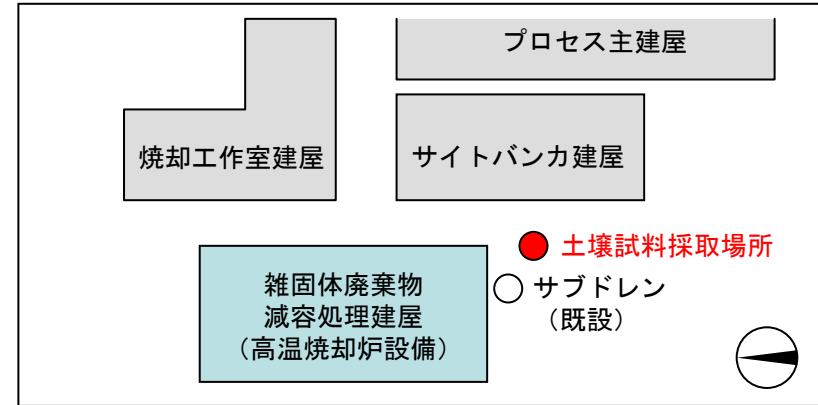 プロセス主建屋
焼却工作室建屋
サイトバンカ建屋
土壌試料採取場所
雑固体廃棄物
減容処理建屋
（高温焼却炉設備）
サブドレン
（既設）